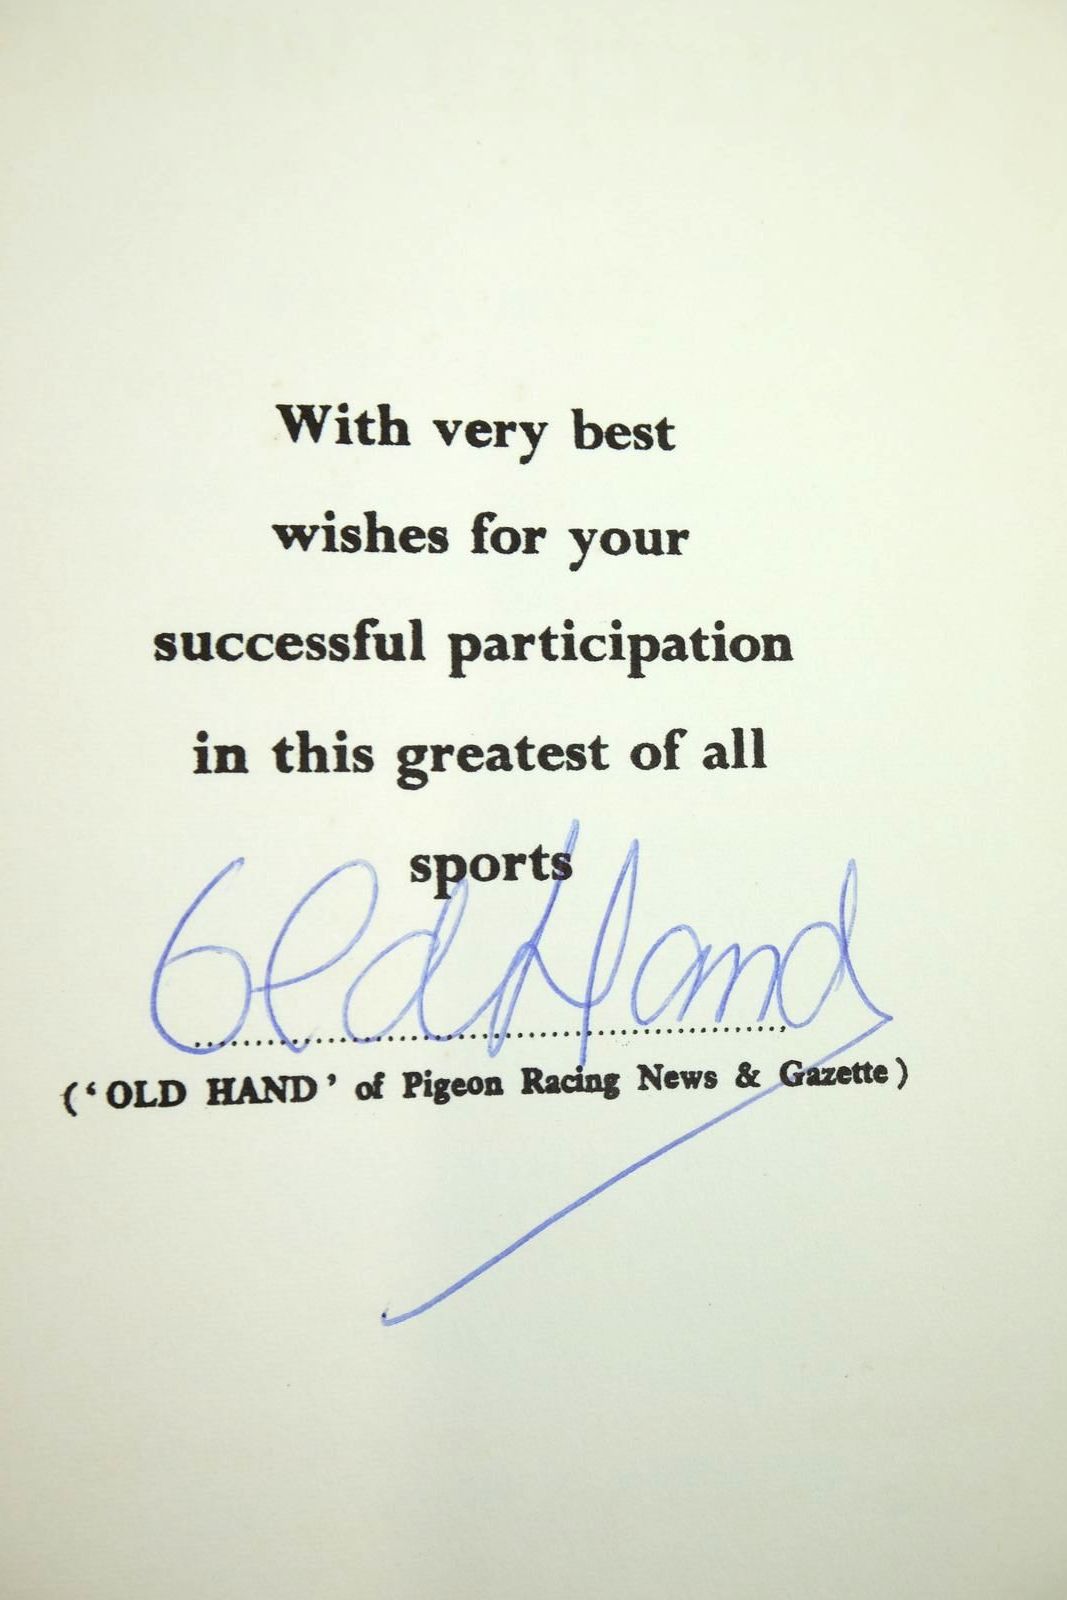 With very best
wishes for your
successful participation
in this greatest of all
sports
Old Hand
('OLD HAND' of Pigeon Racing News & Gazette)